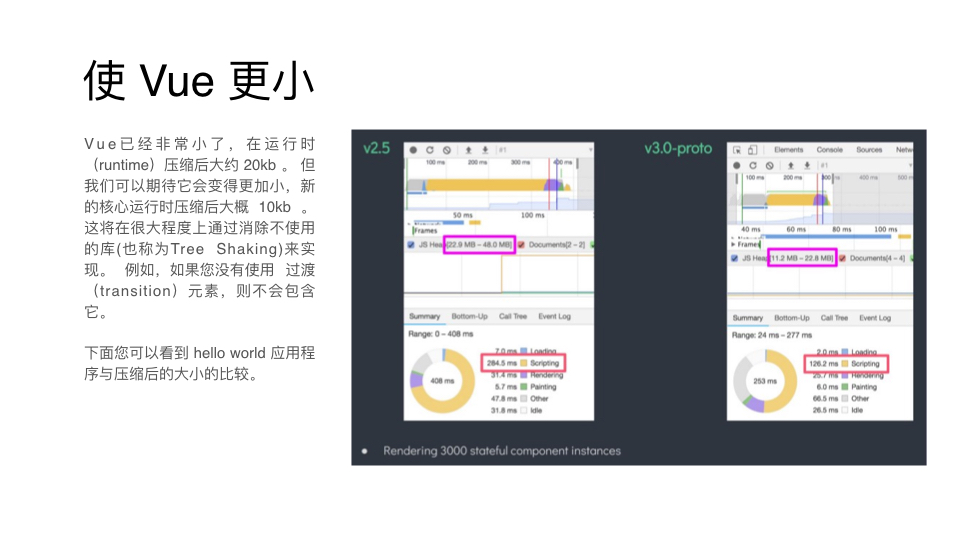 使 Vue 更小
Vue已经非常小了，在运行时
（runtime）压缩后大约 20kb 。 但
我们可以期待它会变得更加小，新
的核心运行时压缩后大概 10kb 。
这将在很大程度上通过消除不使用
的库(也称为Tree Shaking)来实
现。 例如，如果您没有使用 过渡
（transition）元素，则不会包含
它。
下面您可以看到 hello world 应用程
序与压缩后的大小的比较。
v2.5
#1
100 ms 200 ms 300 ms 400 ms
50 ms 100 ms
Frames
JS Heap[22.9 MB – 48.0 MB] Documents[2 – 2]
Summary Bottom-Up Call Tree Event Log
Range: 0 – 408 ms
408 ms
7.0 ms Loading
284.5 ms Scripting
31.4 ms Rendering
5.7 ms Painting
47.8 ms Other
31.8 ms Idle
v3.0-proto
Elements Console Sources Netw
#1
100 ms 200 ms 300 ms 400 ms 500 m
40 ms 60 ms 80 ms 100 ms
Frames
JS Heap[11.2 MB – 22.8 MB] Documents[4 – 4]
Summary Bottom-Up Call Tree Event Log
Range: 24 ms – 277 ms
253 ms
2.0 ms Loading
126.2 ms Scripting
25.7 ms Rendering
6.0 ms Painting
66.5 ms Other
26.5 ms Idle
Rendering 3000 stateful component instances